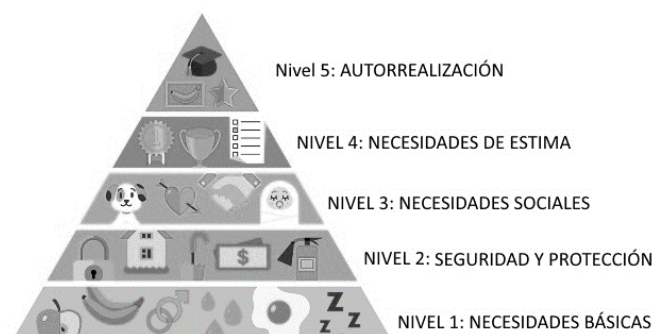 Nivel 5: AUTORREALIZACIÓN
NIVEL 4: NECESIDADES DE ESTIMA
NIVEL 3: NECESIDADES SOCIALES
NIVEL 2: SEGURIDAD Y PROTECCIÓN
$
Z
Z Z
NIVEL 1: NECESIDADES BÁSICAS